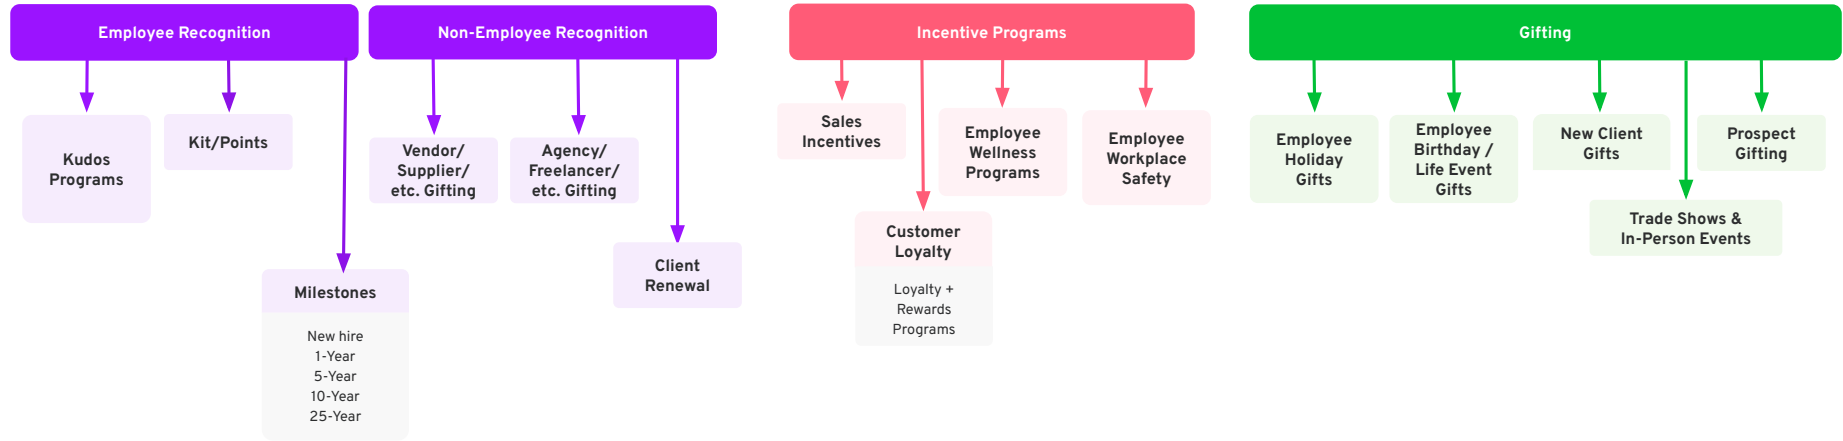 Employee Recognition
Kudos
Programs
Kit/Points
Milestones
New hire
1-Year
5-Year
10-Year
25-Year
Non-Employee Recognition
Vendor/
Supplier/
etc. Gifting
Agency/
Freelancer/
etc. Gifting
Client
Renewal
Incentive Programs
Sales
Incentives
Customer
Loyalty
Loyalty +
Rewards
Programs
Employee
Wellness
Programs
Employee
Workplace
Safety
Gifting
Employee
Holiday
Gifts
Employee
Birthday /
Life Event
Gifts
New Client
Gifts
Trade Shows &
In-Person Events
Prospect
Gifting